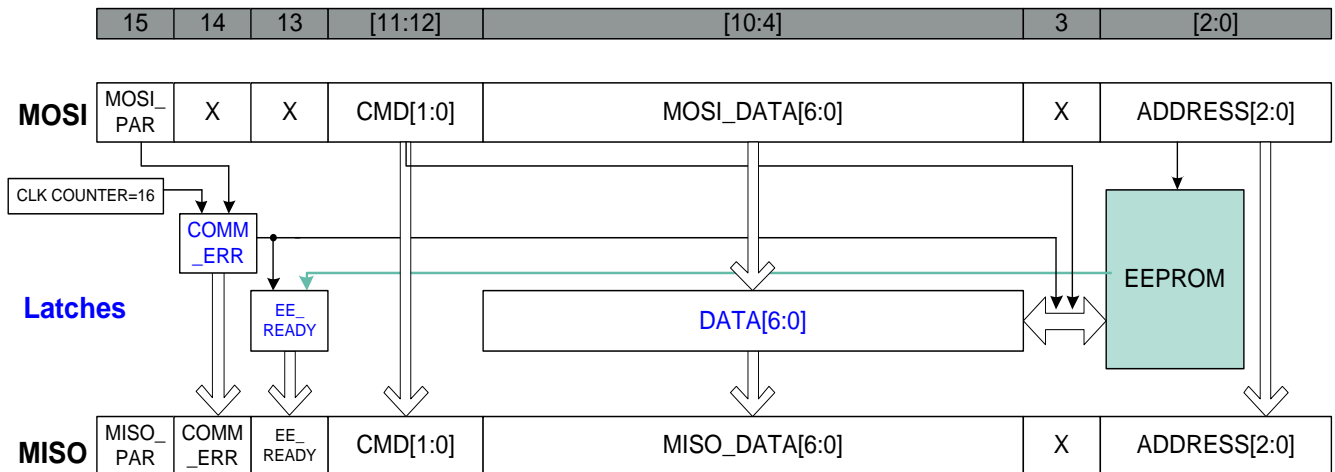 15 14 13 [11:12] [10:4] 3 [2:0]
MOSI MOSI_ X X CMD[1:0] MOSI_DATA[6:0] X ADDRESS[2:0]
PAR
CLK COUNTER=16
COMM
_ERR
Latches
EE_
READY
DATA[6:0]
EEPROM
MISO MISO_ COMM EE_ CMD[1:0] MISO_DATA[6:0] X ADDRESS[2:0]
PAR _ERR READY